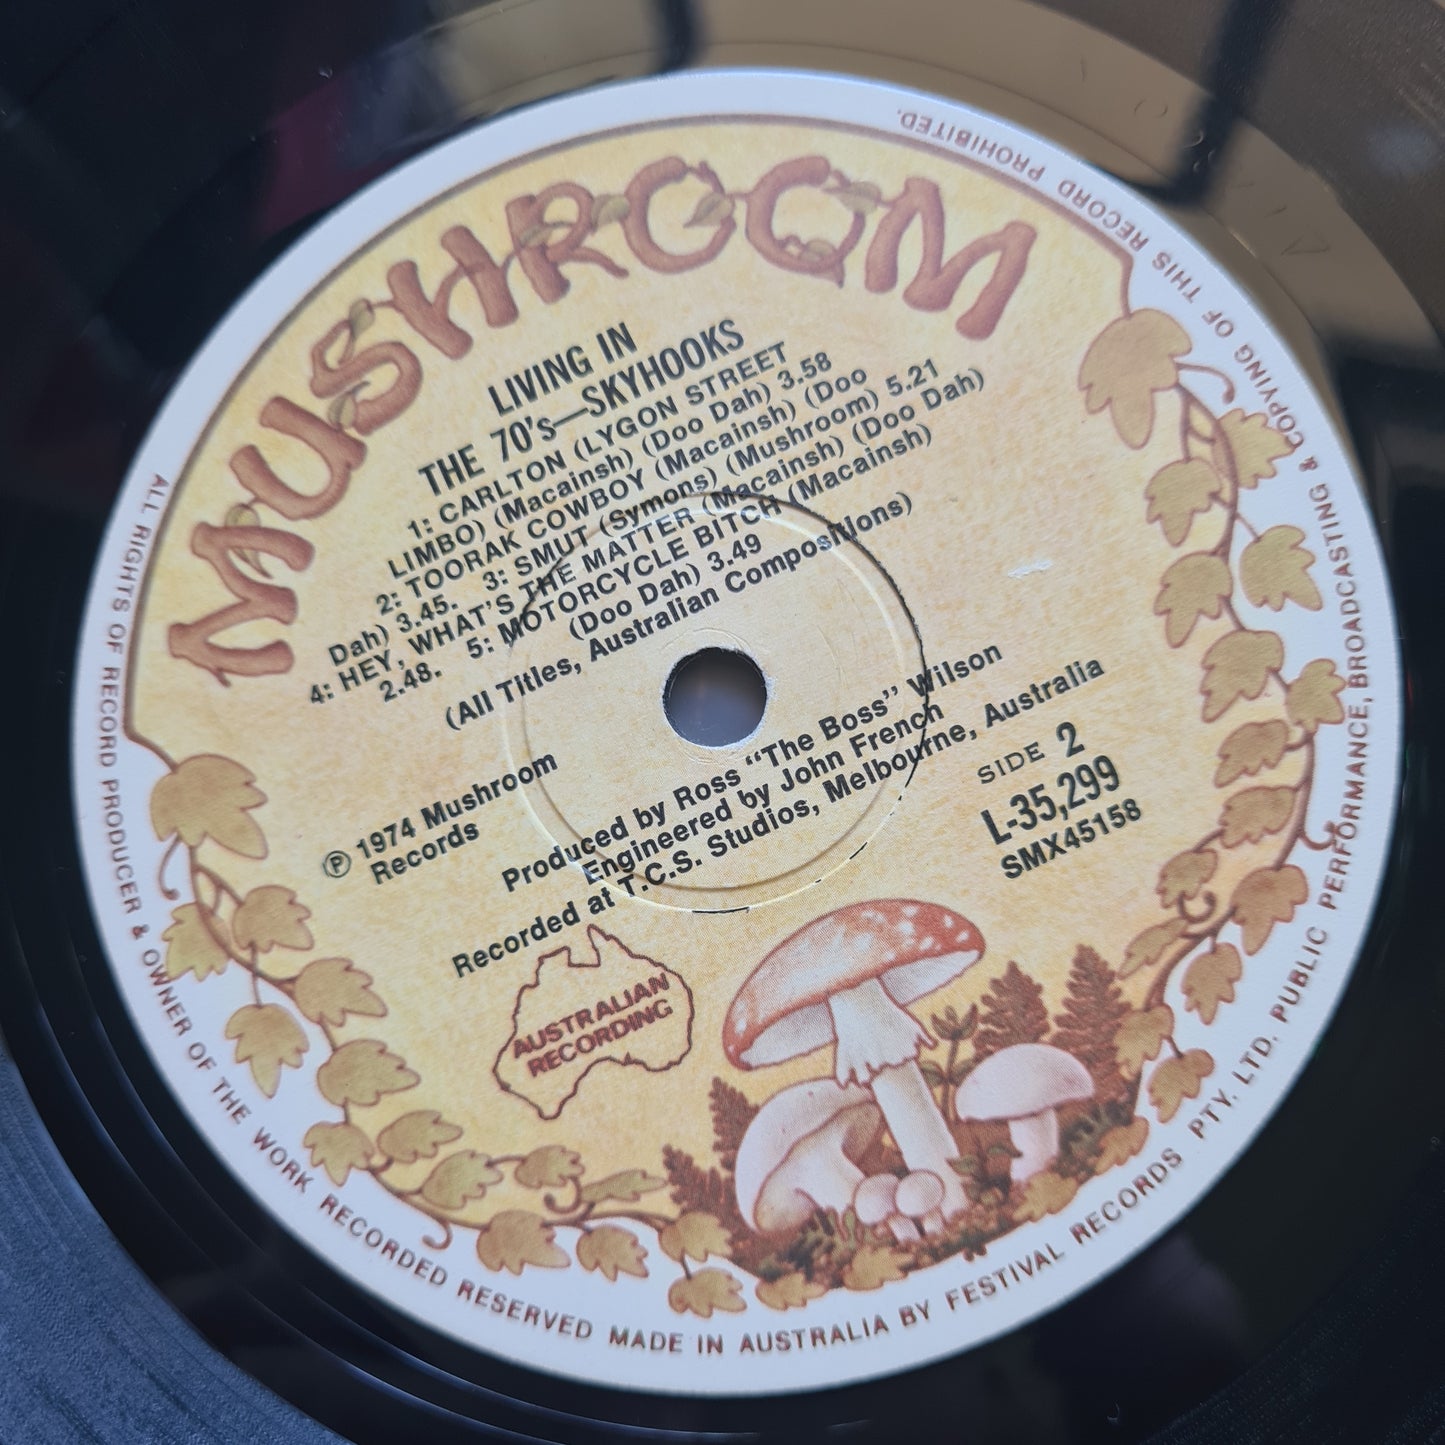 MUSHROOM
LIVING IN
THE 70's—SKYHOOKS
1: CARLTON (LYGON STREET
LIMBO) (Macainsh) (Doo Dah) 3.58
2: TOORAK COWBOY (Macainsh) (Doo
Dah) 3.45. 3: SMUT (Symons) (Mushroom) 5.21
4: HEY, WHAT'S THE MATTER (Macainsh) (Doo Dah)
2.48. 5: MOTORCYCLE BITCH (Macainsh)
(Doo Dah) 3.49
(All Titles, Australian Compositions)
℗ 1974 Mushroom
Records
Produced by Ross “The Boss” Wilson
Engineered by John French
Recorded at T.C.S. Studios, Melbourne, Australia
SIDE 2
L-35,299
SMX45158
AUSTRALIAN
RECORDING
ALL RIGHTS OF RECORD PRODUCER & OWNER OF THE WORK RECORDED RESERVED MADE IN AUSTRALIA BY FESTIVAL RECORDS PTY. LTD. PUBLIC PERFORMANCE, BROADCASTING & COPYING OF THIS RECORD PROHIBITED.